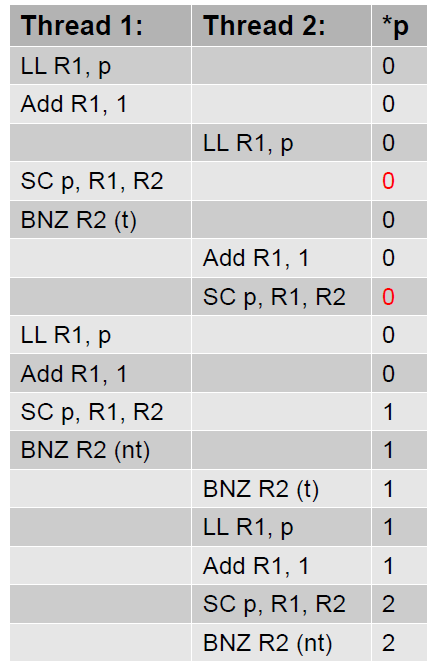 Thread 1: Thread 2: *p
LL R1, p 0
Add R1, 1 0
LL R1, p 0
SC p, R1, R2 0
BNZ R2 (t) 0
Add R1, 1 0
SC p, R1, R2 0
LL R1, p 0
Add R1, 1 0
SC p, R1, R2 1
BNZ R2 (nt) 1
BNZ R2 (t) 1
LL R1, p 1
Add R1, 1 1
SC p, R1, R2 2
BNZ R2 (nt) 2